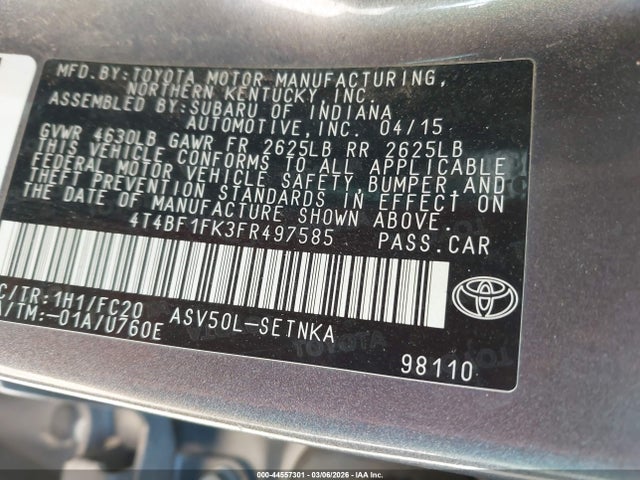 MFD.BY:TOYOTA MOTOR MANUFACTURING,
NORTHERN KENTUCKY,INC.
ASSEMBLED BY:SUBARU OF INDIANA
AUTOMOTIVE,INC. 04/15
GVWR 4630LB GAWR FR 2625LB RR 2625LB
THIS VEHICLE CONFORMS TO ALL APPLICABLE
FEDERAL MOTOR VEHICLE SAFETY,BUMPER,AND
THEFT PREVENTION STANDARDS IN EFFECT ON
THE DATE OF MANUFACTURE SHOWN ABOVE.
4T4BF1FK3FR497585 PASS.CAR
C/TR:1H1/FC20
A/TM:-01A/U760E
ASV50L-SETNKA
98110
000-44557301 | 03/06/2026 - IAA Inc.